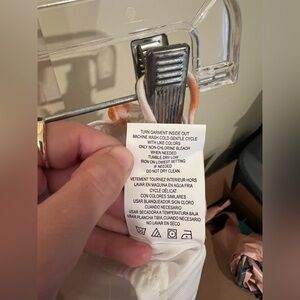 TURN GARMENT INSIDE OUT
MACHINE WASH COLD GENTLE CYCLE
WITH LIKE COLORS
ONLY NON-CHLORINE BLEACH
WHEN NEEDED
TUMBLE DRY LOW
IRON ON LOWEST SETTING
IF NEEDED
DO NOT DRY CLEAN
VETEMENT TOURNEZ INTERIEUR HORS
LAVAR EN MAQUINA EN AGUA FRIA
CYCLE DÉLICAT
CON COLORES SIMILARES
USAR BLANQUEADOR SKIN CLORO
CUANDO NECESARIO
USAR SECADORA TEMPERATURA BAJA
USAR PLANCHA TIBIA CUANDO NECESARIO
NO LAVAR EN SECO